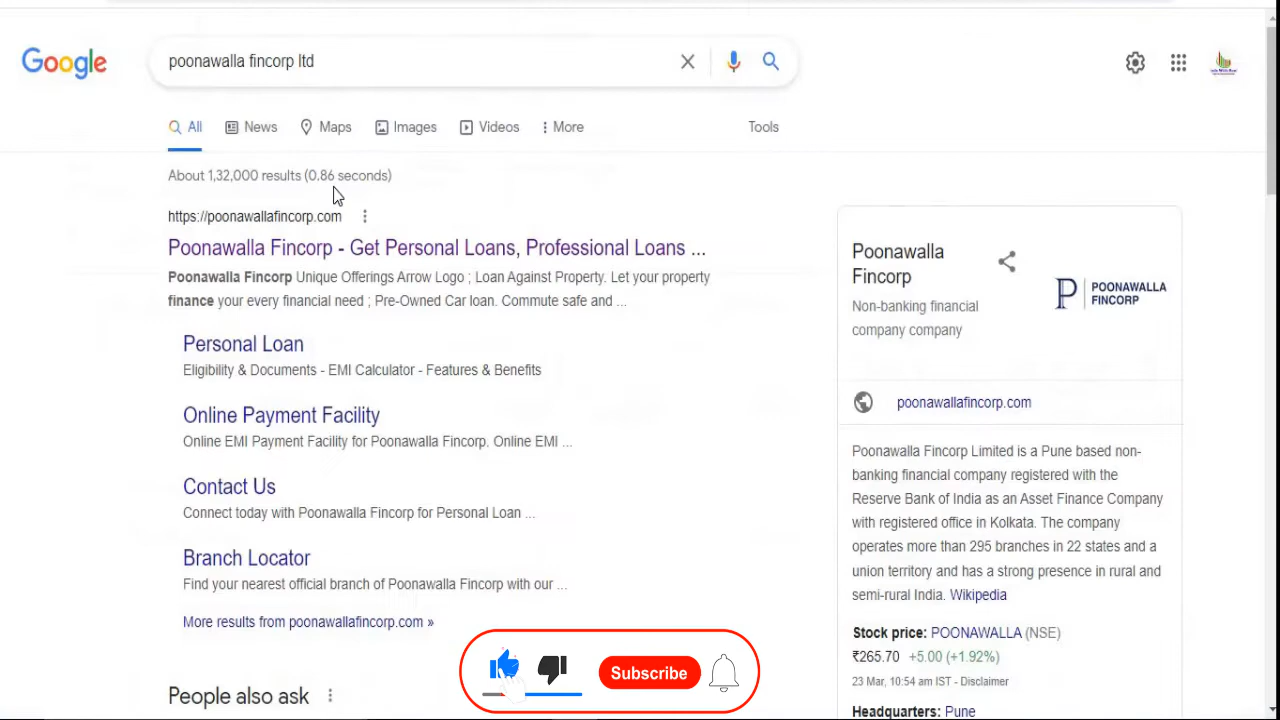 Google
poonawalla fincorp ltd
All News Maps Images Videos More Tools
About 1,32,000 results (0.86 seconds)
https://poonawallafincorp.com
Poonawalla Fincorp - Get Personal Loans, Professional Loans ...
Poonawalla Fincorp Unique Offerings Arrow Logo ; Loan Against Property. Let your property
finance your every financial need ; Pre-Owned Car loan. Commute safe and ...
Personal Loan
Eligibility & Documents - EMI Calculator - Features & Benefits
Online Payment Facility
Online EMI Payment Facility for Poonawalla Fincorp. Online EMI ...
Contact Us
Connect today with Poonawalla Fincorp for Personal Loan ...
Branch Locator
Find your nearest official branch of Poonawalla Fincorp with our ...
More results from poonawallafincorp.com »
People also ask
Poonawalla
Fincorp
Non-banking financial
company company
POONAWALLA
FINCORP
poonawallafincorp.com
Poonawalla Fincorp Limited is a Pune based non-
banking financial company registered with the
Reserve Bank of India as an Asset Finance Company
with registered office in Kolkata. The company
operates more than 295 branches in 22 states and a
union territory and has a strong presence in rural and
semi-rural India. Wikipedia
Stock price: POONAWALLA (NSE)
₹265.70 +5.00 (+1.92%)
23 Mar, 10:54 am IST - Disclaimer
Headquarters: Pune
Subscribe